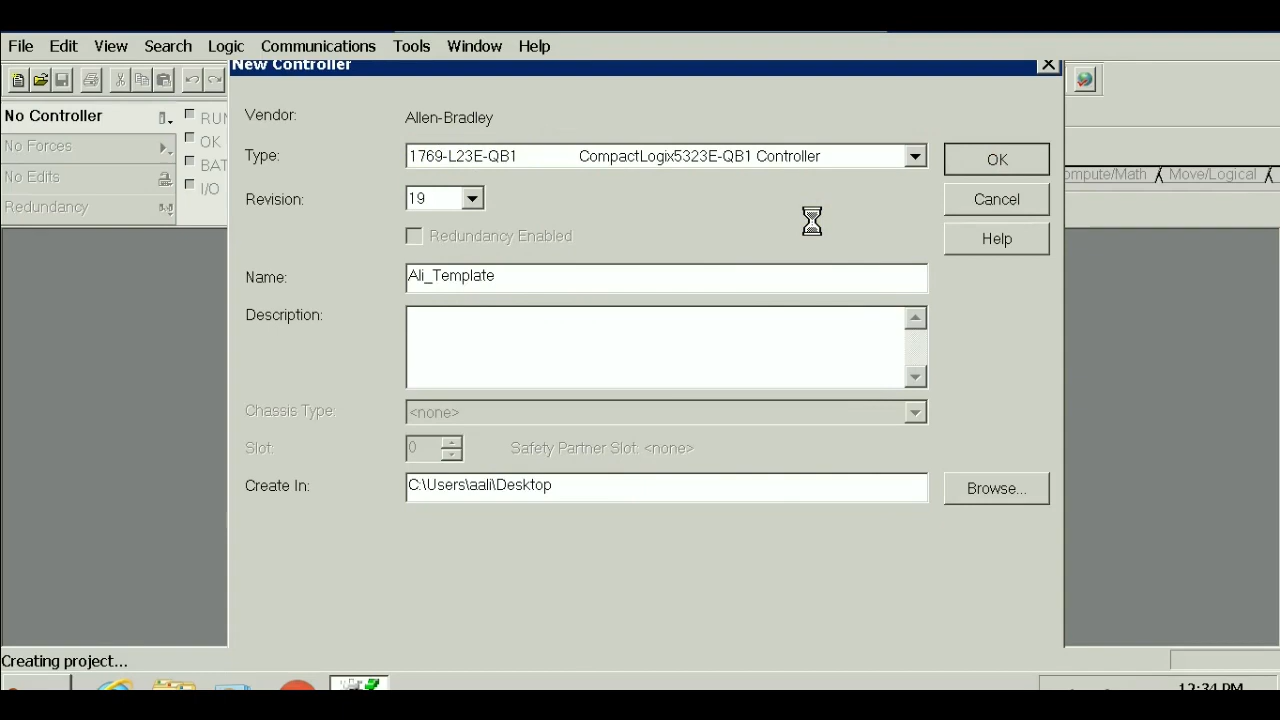 File Edit View Search Logic Communications Tools Window Help
New Controller
No Controller
RUN
No Forces
OK
No Edits
BAT
Redundancy
I/O
Vendor: Allen-Bradley
Type: 1769-L23E-QB1 CompactLogix5323E-QB1 Controller
OK
Revision: 19
Cancel
Redundancy Enabled
Help
Name: Ali_Template
Description:
Chassis Type: <none>
Slot: 0 Safety Partner Slot: <none>
Create In: C:\Users\aali\Desktop
Browse...
ompute/Math Move/Logical
Creating project...
12:34 PM